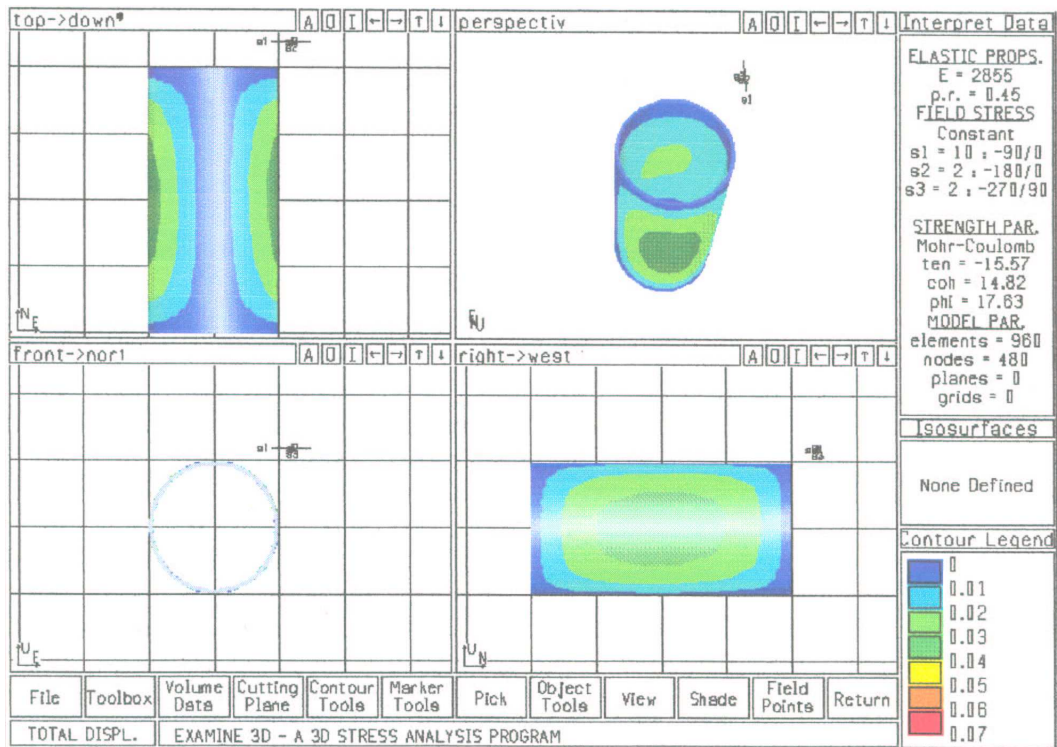 top->down*
A O I ← → ↑ ↓
perspectiv
A O I ← → ↑ ↓
Interpret Data
ELASTIC PROPS.
E = 2855
p.r. = 0.45
FIELD STRESS
Constant
s1 = 10 : -90/0
s2 = 2 : -180/0
s3 = 2 : -270/90
STRENGTH PAR.
Mohr-Coulomb
ten = -15.57
coh = 14.82
phi = 17.63
MODEL PAR.
elements = 960
nodes = 480
planes = 0
grids = 0
s1
s1
N
E
front->nor1
A O I ← → ↑ ↓
right->west
A O I ← → ↑ ↓
s1
s3
U
E
U
N
Isosurfaces
None Defined
Contour Legend
0
0.01
0.02
0.03
0.04
0.05
0.06
0.07
File
Toolbox
Volume Data
Cutting Plane
Contour Tools
Marker Tools
Pick
Object Tools
View
Shade
Field Points
Return
TOTAL DISPL.
EXAMINE 3D - A 3D STRESS ANALYSIS PROGRAM